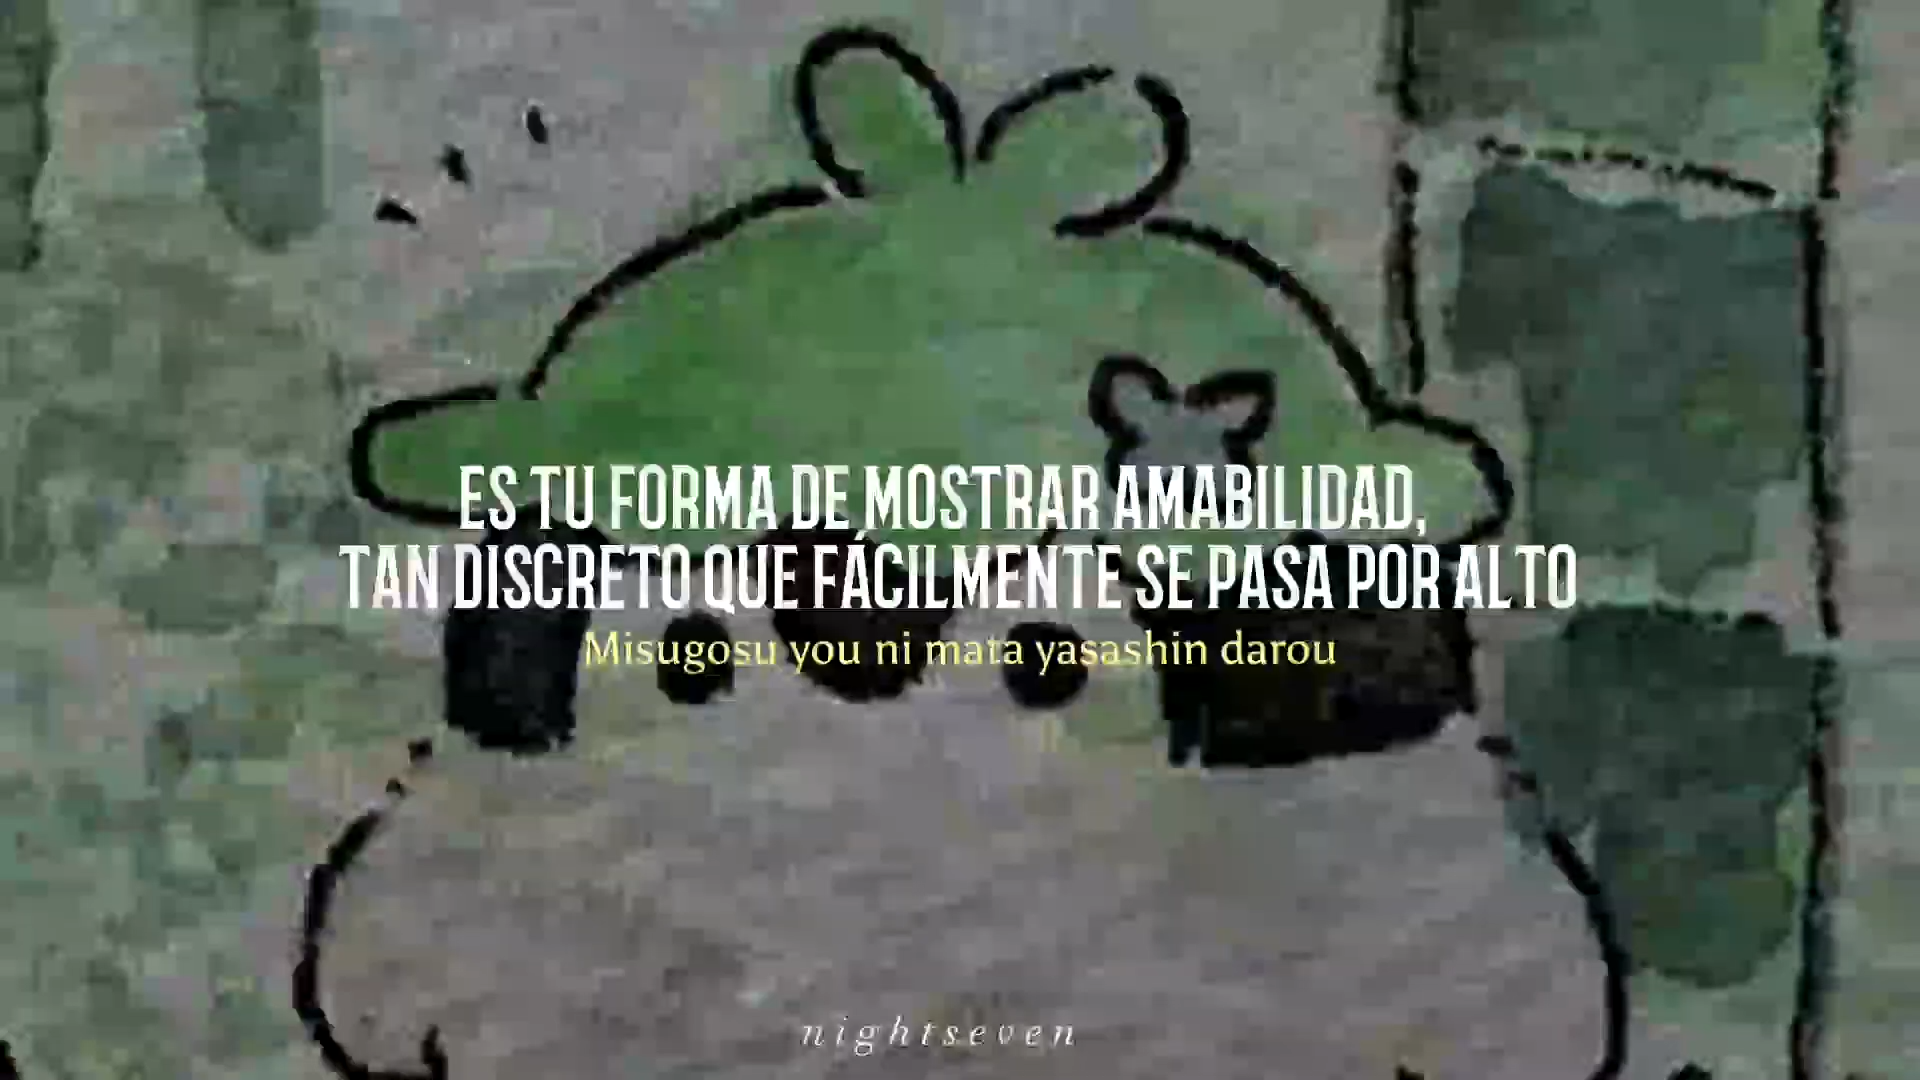 ES TU FORMA DE MOSTRAR AMABILIDAD,
TAN DISCRETO QUE FÁCILMENTE SE PASA POR ALTO
Misugosu you ni mata yasashin darou
nightseven